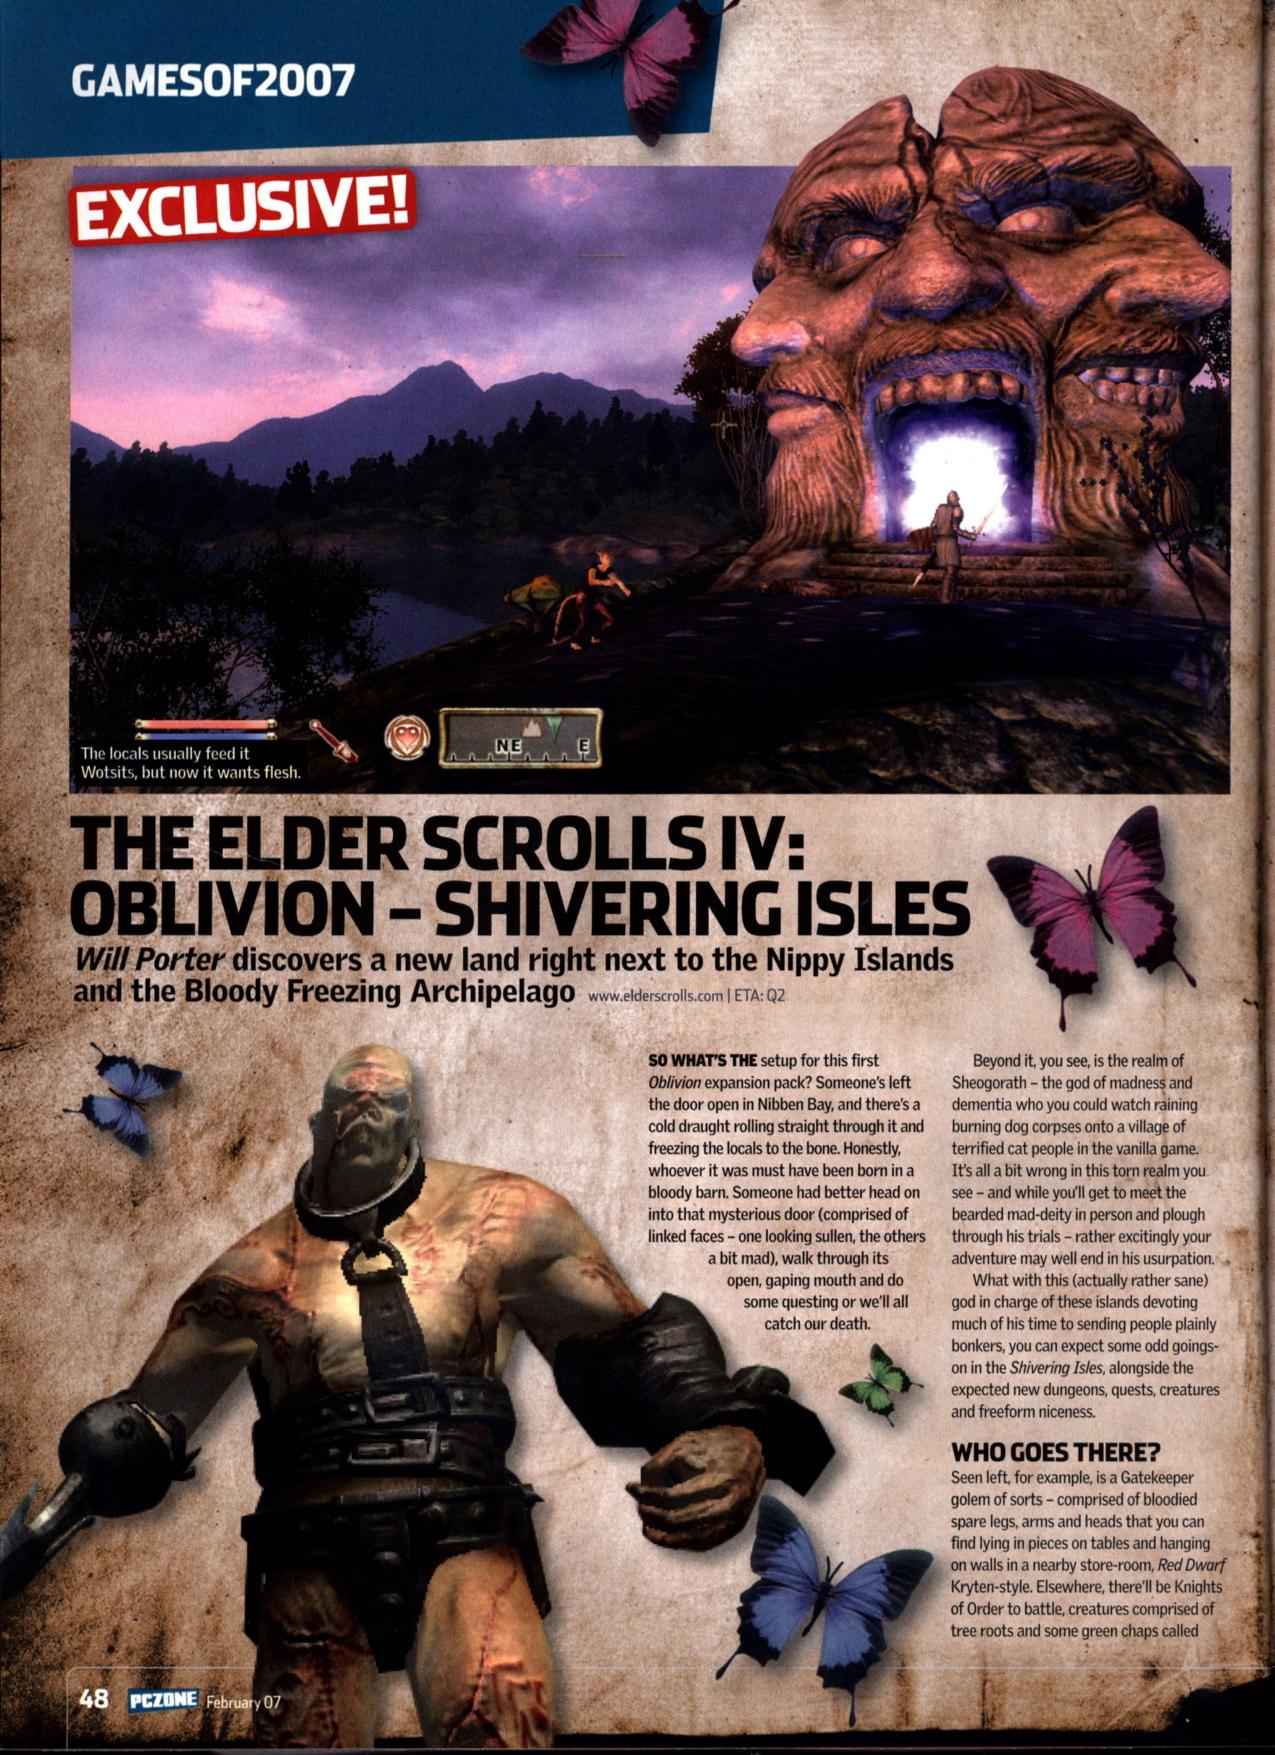 GAMESOF2007
EXCLUSIVE!
NE E
The locals usually feed it
Wotsits, but now it wants flesh.
THE ELDER SCROLLS IV:
OBLIVION – SHIVERING ISLES
Will Porter discovers a new land right next to the Nippy Islands
and the Bloody Freezing Archipelago www.elderscrolls.com | ETA: Q2
SO WHAT'S THE setup for this first
Oblivion expansion pack? Someone's left
the door open in Nibben Bay, and there's a
cold draught rolling straight through it and
freezing the locals to the bone. Honestly,
whoever it was must have been born in a
bloody barn. Someone had better head on
into that mysterious door (comprised of
linked faces – one looking sullen, the others
a bit mad), walk through its
open, gaping mouth and do
some questing or we'll all
catch our death.
Beyond it, you see, is the realm of
Sheogorath – the god of madness and
dementia who you could watch raining
burning dog corpses onto a village of
terrified cat people in the vanilla game.
It's all a bit wrong in this torn realm you
see – and while you'll get to meet the
bearded mad-deity in person and plough
through his trials – rather excitingly your
adventure may well end in his usurpation.
What with this (actually rather sane)
god in charge of these islands devoting
much of his time to sending people plainly
bonkers, you can expect some odd goings-
on in the Shivering Isles, alongside the
expected new dungeons, quests, creatures
and freeform niceness.
WHO GOES THERE?
Seen left, for example, is a Gatekeeper
golem of sorts – comprised of bloodied
spare legs, arms and heads that you can
find lying in pieces on tables and hanging
on walls in a nearby store-room, Red Dwarf
Kryten-style. Elsewhere, there'll be Knights
of Order to battle, creatures comprised of
tree roots and some green chaps called
48 PCZONE February 07